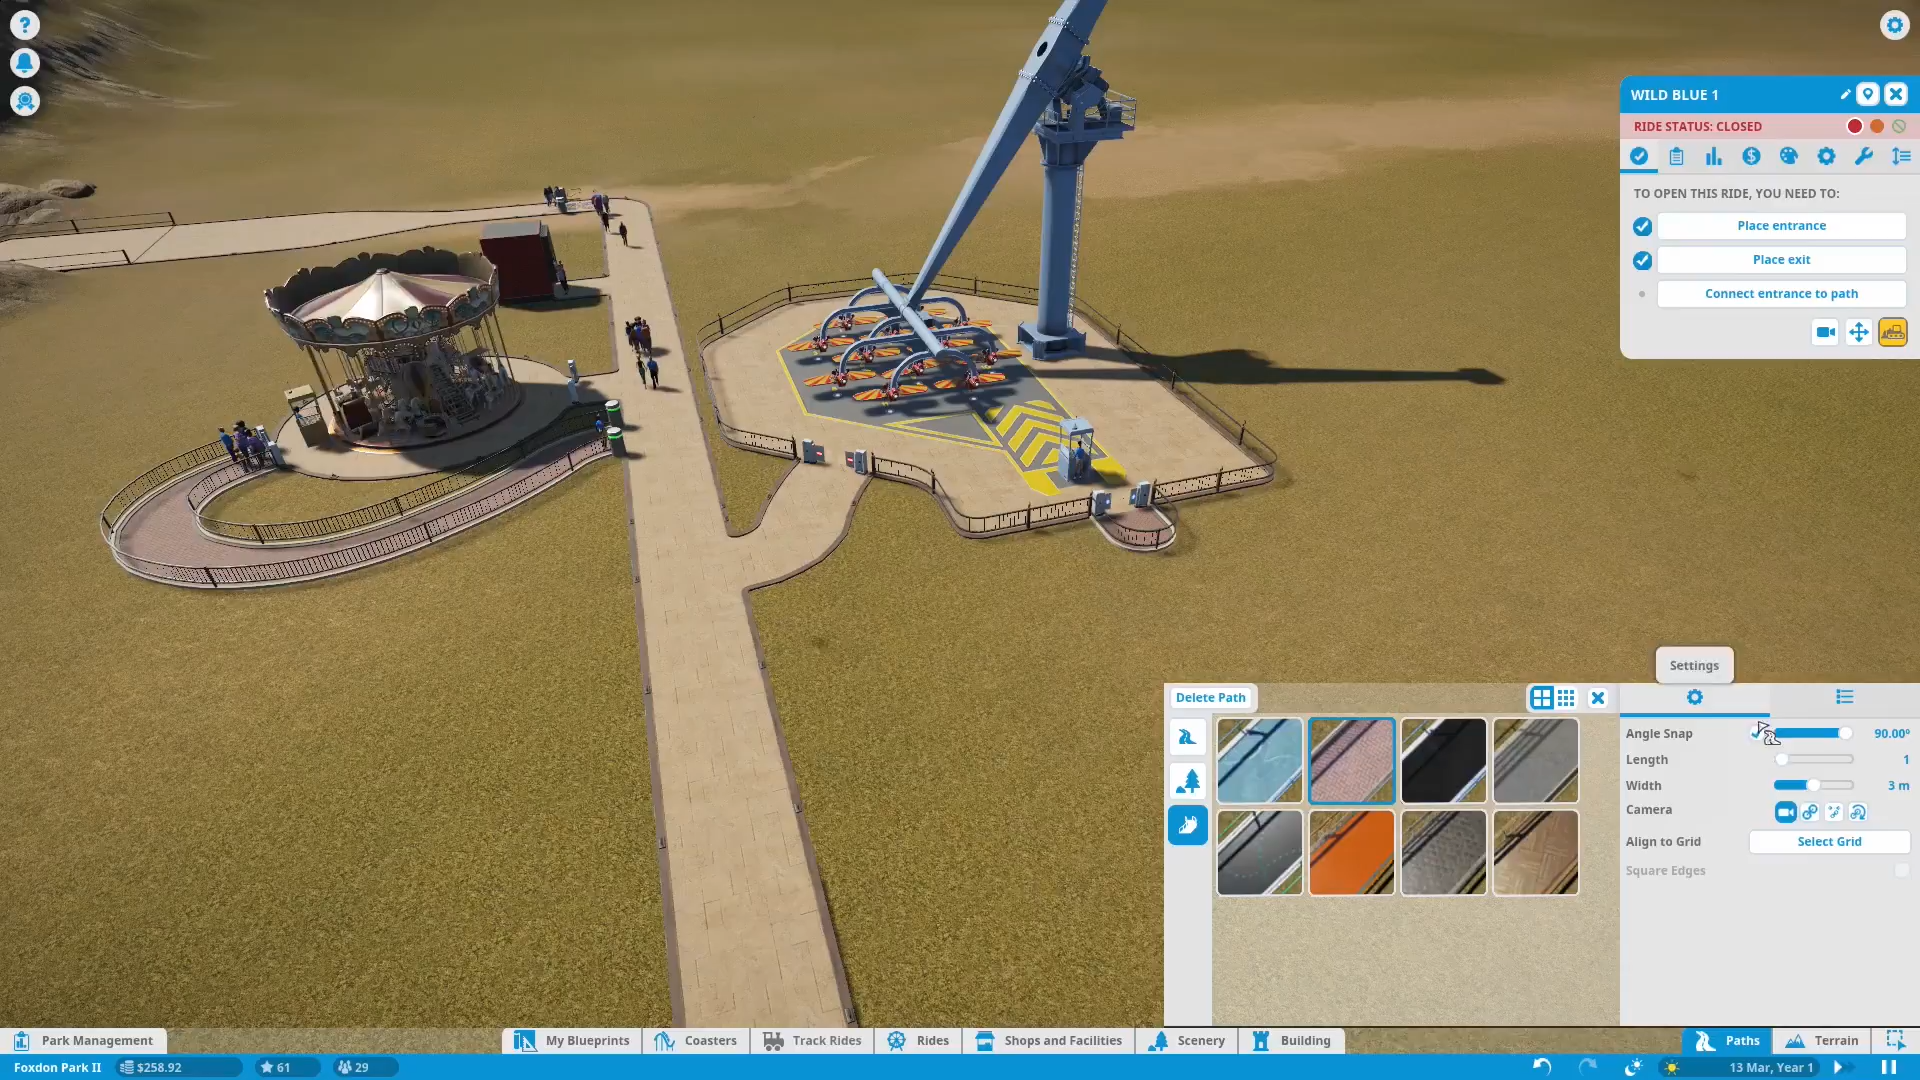 WILD BLUE 1
RIDE STATUS: CLOSED
TO OPEN THIS RIDE, YOU NEED TO:
Place entrance
Place exit
Connect entrance to path
Settings
Delete Path
Angle Snap 90.00°
Length 1
Width 3 m
Camera
Align to Grid Select Grid
Square Edges
Park Management My Blueprints Coasters Track Rides Rides Shops and Facilities Scenery Building Paths Terrain
Foxdon Park II $258.92 61 29 13 Mar, Year 1